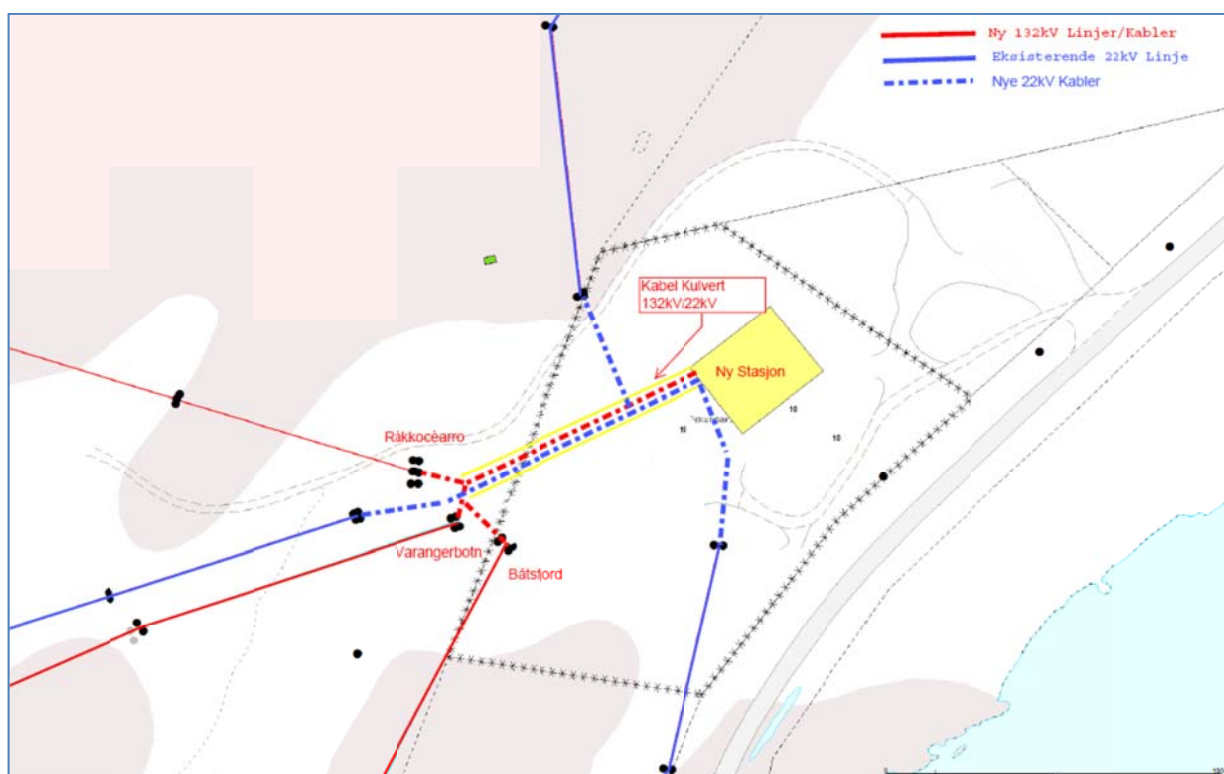 Ny 132kV Linjer/Kabler
Eksisterende 22kV Linje
Nye 22kV Kabler
Kabel Kulvert
132kV/22kV
Ny Stasjon
10
10
Råkkocèarro
Varangerbotn
Båtsfjord